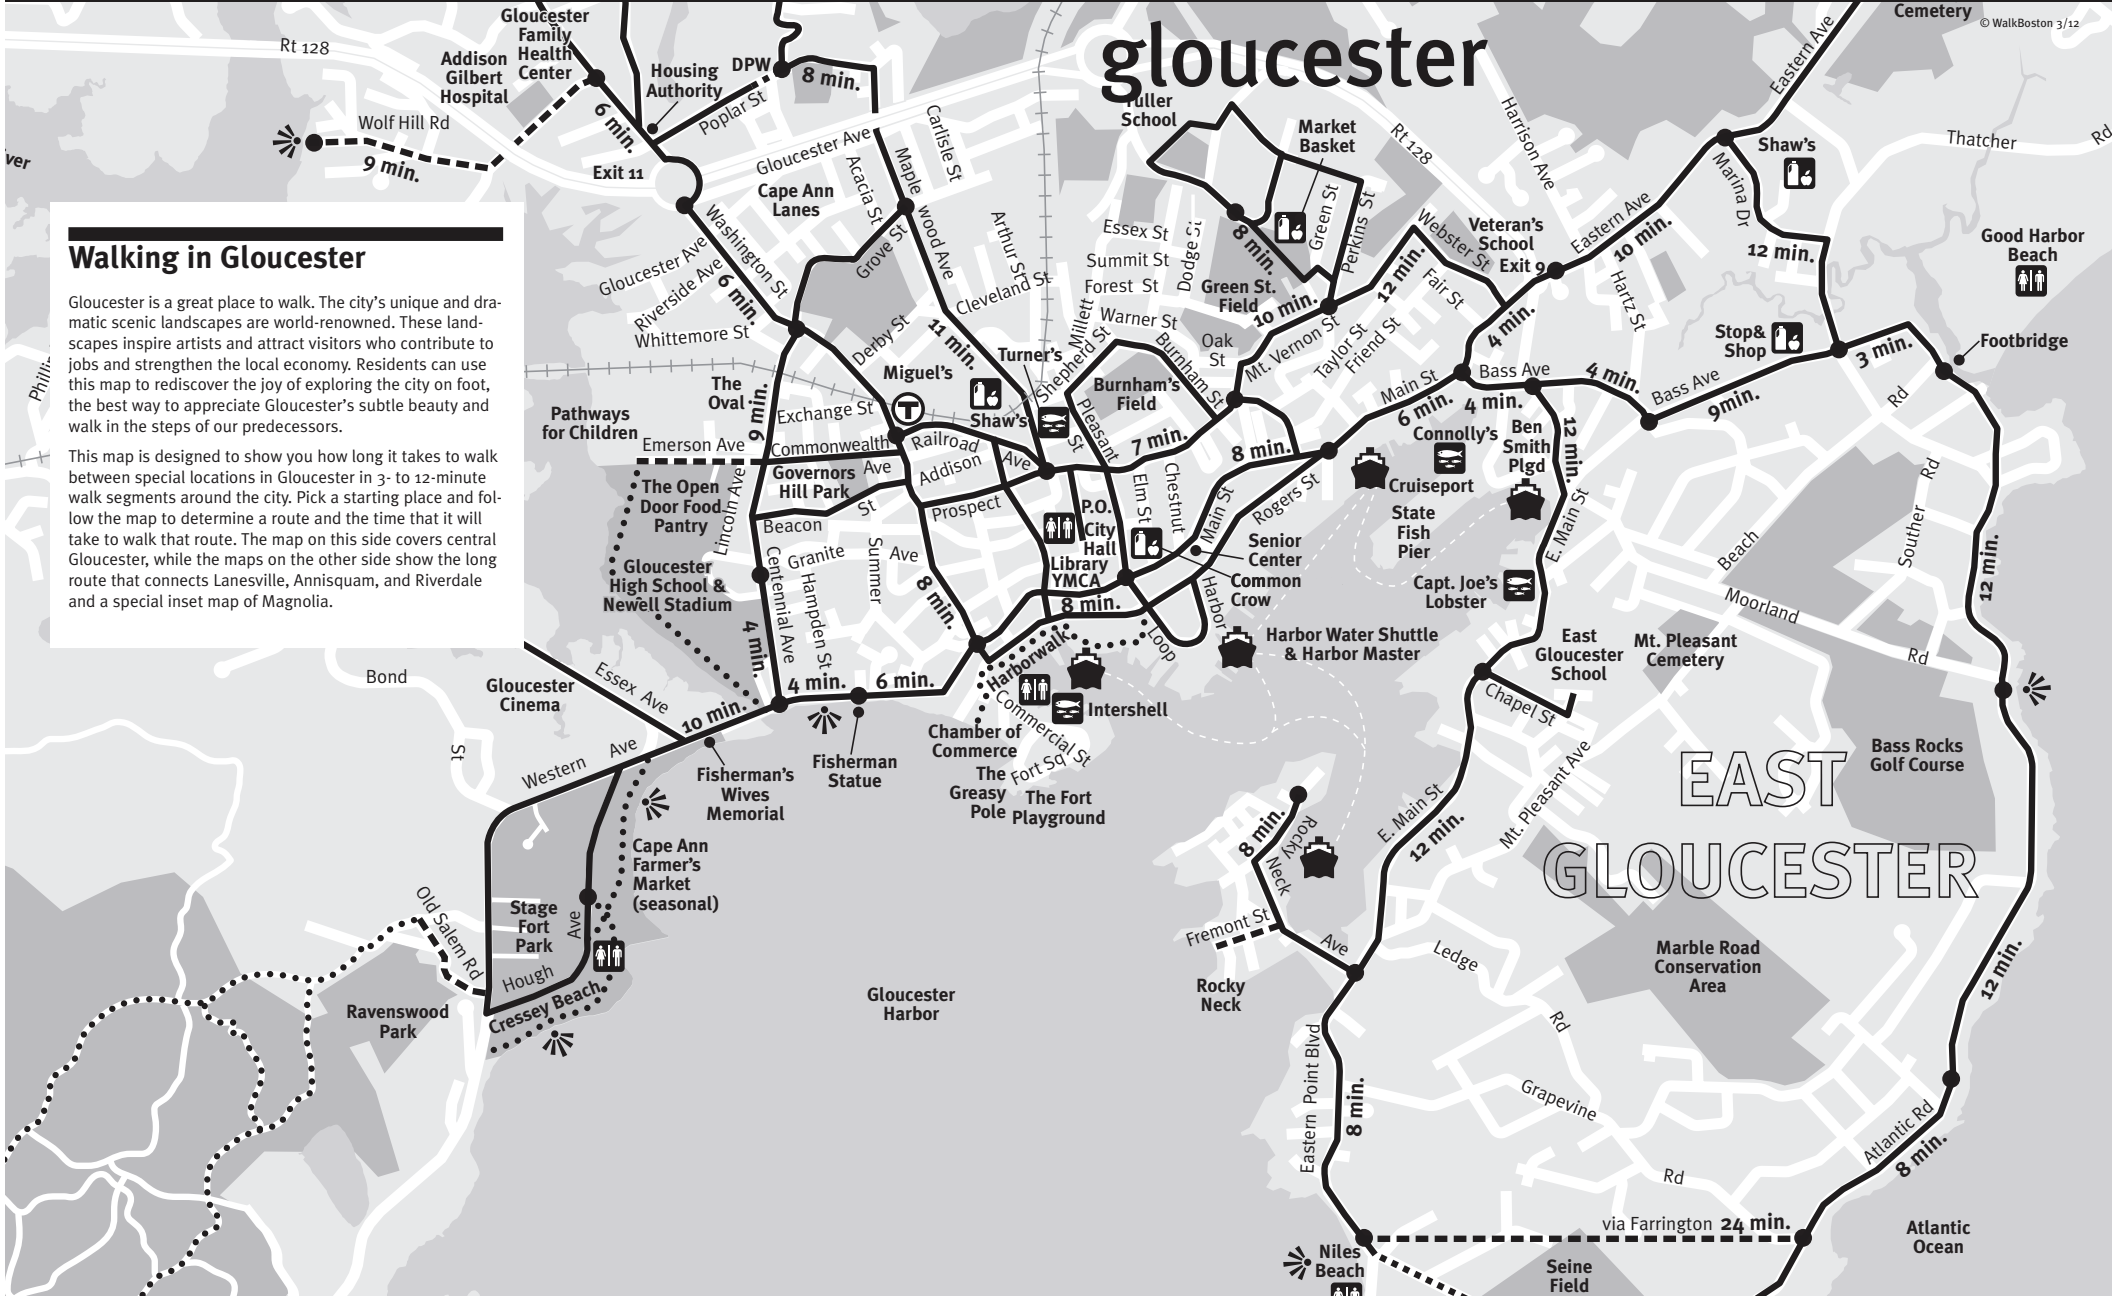 Cemetery
© WalkBoston 3/12
gloucester
Gloucester
Family
Health
Center
Rt 128
Addison
Gilbert
Hospital
Housing
Authority
DPW
8 min.
Poplar St
6 min.
Wolf Hill Rd
9 min.
Exit 11
Gloucester Ave
Carlisle St
Acacia St
Maple
wood Ave
Cape Ann
Lanes
Tuller
School
Market
Basket
Rt 128
Harrison Ave
Eastern Ave
Shaw's
Thatcher
Rd
Marina Dr
Walking in Gloucester
Gloucester is a great place to walk. The city's unique and dra-
matic scenic landscapes are world-renowned. These land-
scapes inspire artists and attract visitors who contribute to
jobs and strengthen the local economy. Residents can use
this map to rediscover the joy of exploring the city on foot,
the best way to appreciate Gloucester's subtle beauty and
walk in the steps of our predecessors.
This map is designed to show you how long it takes to walk
between special locations in Gloucester in 3- to 12-minute
walk segments around the city. Pick a starting place and fol-
low the map to determine a route and the time that it will
take to walk that route. The map on this side covers central
Gloucester, while the maps on the other side show the long
route that connects Lanesville, Annisquam, and Riverdale
and a special inset map of Magnolia.
Washington St
Gloucester Ave
Riverside Ave
6 min.
Whittemore St
Grove St
Arthur St
Cleveland St
Derby St
11 min.
Essex St
Summit St
Forest St
Warner St
Dodge St
Millett
Shepherd St
Green St.
Field
8 min.
Green St
Perkins St
10 min.
Mt. Vernon St
Oak
St
Burnham St
12 min.
Webster St
Fair St
Taylor St
Friend St
Veteran's
School
Exit 9
Eastern Ave
10 min.
Hartz St
4 min.
12 min.
Good Harbor
Beach
Stop&
Shop
3 min.
Footbridge
Bass Ave
4 min.
Bass Ave
9min.
4 min.
Main St
6 min.
The
Oval
9 min.
Exchange St
Miguel's
T
Turner's
Shaw's
Burnham's
Field
Pleasant
St
7 min.
8 min.
Pathways
for Children
Emerson Ave
Commonwealth
Ave
Railroad
Ave
Addison
Governors
Hill Park
Beacon
St
Prospect
The Open
Door Food
Pantry
Lincoln Ave
Granite
Summer
Ave
Centennial Ave
Hampden St
Gloucester
High School &
Newell Stadium
4 min.
8 min.
P.O.
City
Hall
Library
YMCA
8 min.
Elm St
Chestnut
Main St
Rogers St
Senior
Center
Common
Crow
Harbor
Loop
Harbor Water Shuttle
& Harbor Master
Connolly's
Cruiseport
State
Fish
Pier
Ben
Smith
Plgd
12 min.
E. Main St
Capt. Joe's
Lobster
East
Gloucester
School
Mt. Pleasant
Cemetery
Chapel St
Beach
Rd
Souther
Rd
Moorland
Rd
12 min.
Bond
St
Gloucester
Cinema
Essex Ave
10 min.
4 min.
6 min.
Western
Ave
Fisherman's
Wives
Memorial
Fisherman
Statue
Harborwalk
Intershell
Commercial St
Chamber of
Commerce
The
Greasy
Pole
Fort Sq
The Fort
Playground
Cape Ann
Farmer's
Market
(seasonal)
Stage
Fort
Park
Hough
Ave
Cressey Beach
Old Salem Rd
Ravenswood
Park
Gloucester
Harbor
8 min.
Rocky
Neck
Ave
Fremont St
Rocky
Neck
E. Main St
12 min.
Mt. Pleasant Ave
EAST
GLOUCESTER
Bass Rocks
Golf Course
Marble Road
Conservation
Area
Ledge
Rd
12 min.
Eastern Point Blvd
8 min.
Grapevine
Rd
Atlantic Rd
8 min.
via Farrington 24 min.
Niles
Beach
Seine
Field
Atlantic
Ocean